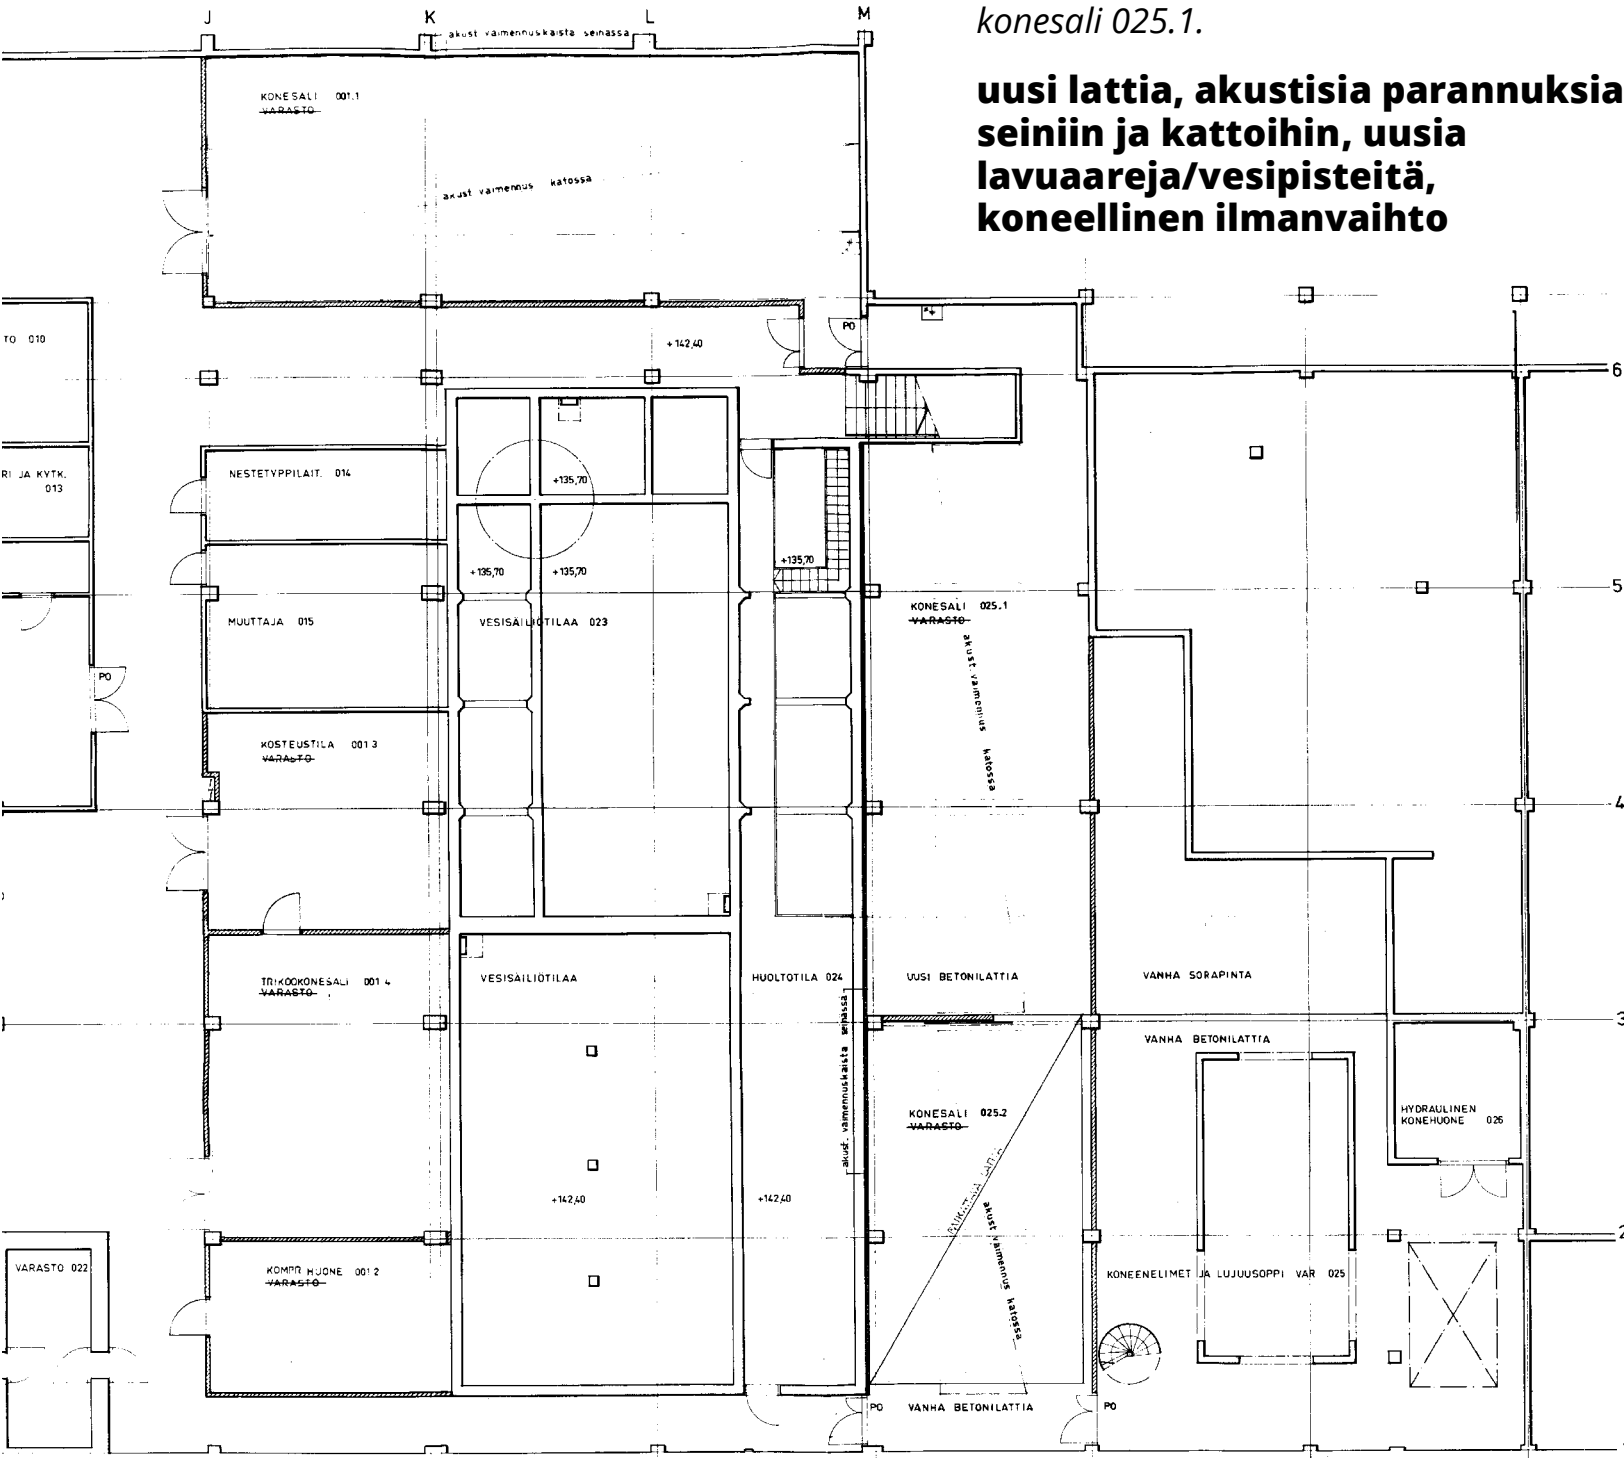 konesali 025.1.
uusi lattia, akustisia parannuksia
seiniin ja kattoihin, uusia
lavuaareja/vesipisteitä,
koneellinen ilmanvaihto
J
K
L
M
akust vaimennuskaista seinassa
KONESALI 001.1
VARASTO
akust vaimennus katossa
TO 010
+142,40
PO
6
RI JA KYTK.
013
NESTETYPPILAIT. 014
+135,70
+135,70
+135,70
+135,70
5
MUUTTAJA 015
VESISÄILIÖTILAA 023
KONESALI 025.1
VARASTO
akust. vaimennus katossa
PO
KOSTEUSTILA 001 3
VARASTO
4
TRIKOOKONESALI 001 4
VARASTO
VESISÄILIÖTILAA
HUOLTOTILA 024
UUSI BETONILATTIA
VANHA SORAPINTA
akust. vaimennuskaista seinassa
3
VANHA BETONILATTIA
KONESALI 025.2
VARASTO
HYDRAULINEN
KONEHUONE 026
+142,40
+142,40
akust vaimennus katossa
2
VARASTO 022
KOMPR HUONE 001 2
VARASTO
KONEENELIMET JA LUJUUSOPPI VAR 025
PO
VANHA BETONILATTIA
PO